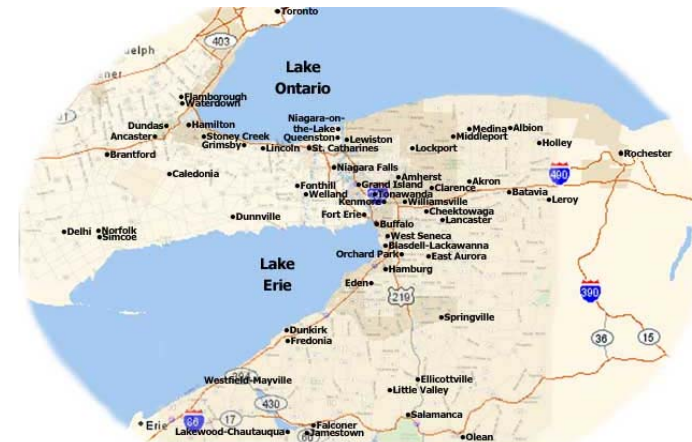 Toronto
403
Lake
Ontario
Flamborough
Waterdown
Dundas
Hamilton
Ancaster
Stoney Creek
Grimsby
Lincoln
St. Catharines
Niagara-on
the-Lake
Queenston
Lewiston
Lockport
Medina
Albion
Middleport
Holley
Rochester
Brantford
Caledonia
Niagara Falls
Fonthill
Welland
Grand Island
Amherst
Tonawanda
Kenmore
Clarence
Williamsville
Akron
Batavia
Leroy
490
Dunnville
Fort Erie
Cheektowaga
Lancaster
Buffalo
Delhi
Norfolk
Simcoe
West Seneca
Blasdell-Lackawanna
Orchard Park
East Aurora
Lake
Erie
Hamburg
Eden
219
390
Springville
Dunkirk
Fredonia
36
15
Westfield-Mayville
Ellicottville
Little Valley
430
Salamanca
86
17
Erie
Falconer
Lakewood-Chautauqua
Jamestown
60
Olean